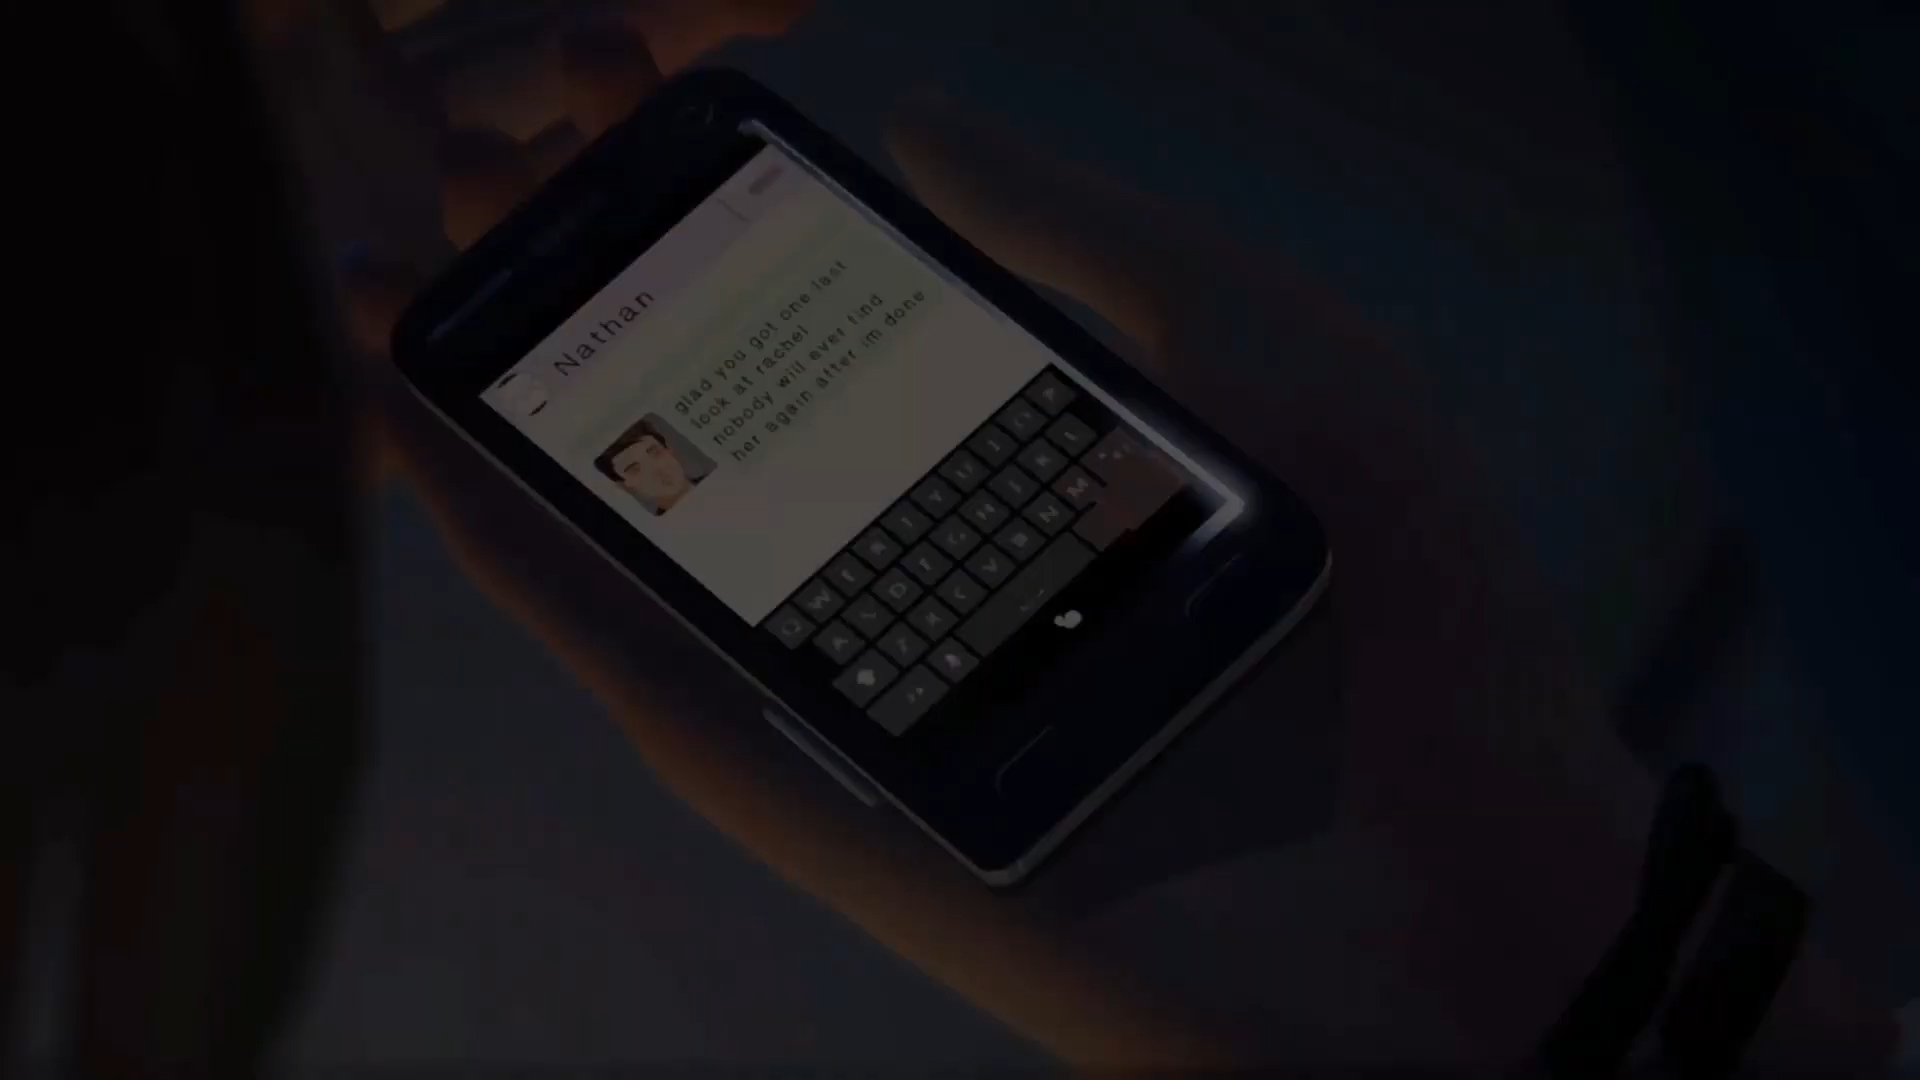 Nathan
glad you got one last
look at rachel
nobody will ever find
her again after im done